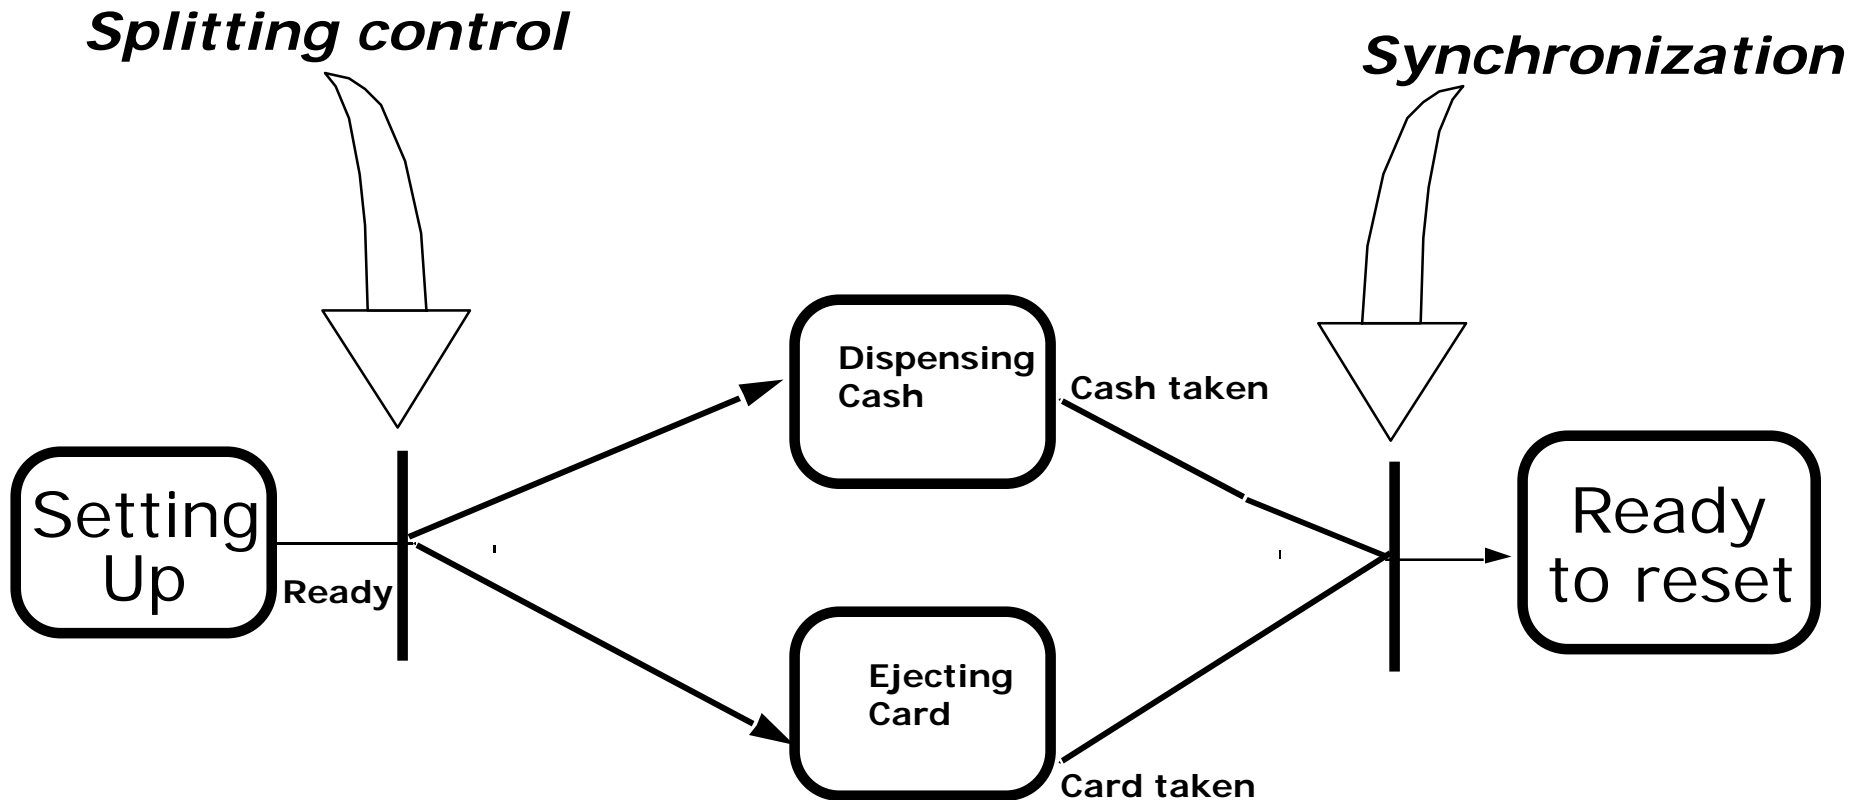 Splitting control
Synchronization
Dispensing
Cash
Cash taken
Setting
Up
Ready
Ready
to reset
Ejecting
Card
Card taken